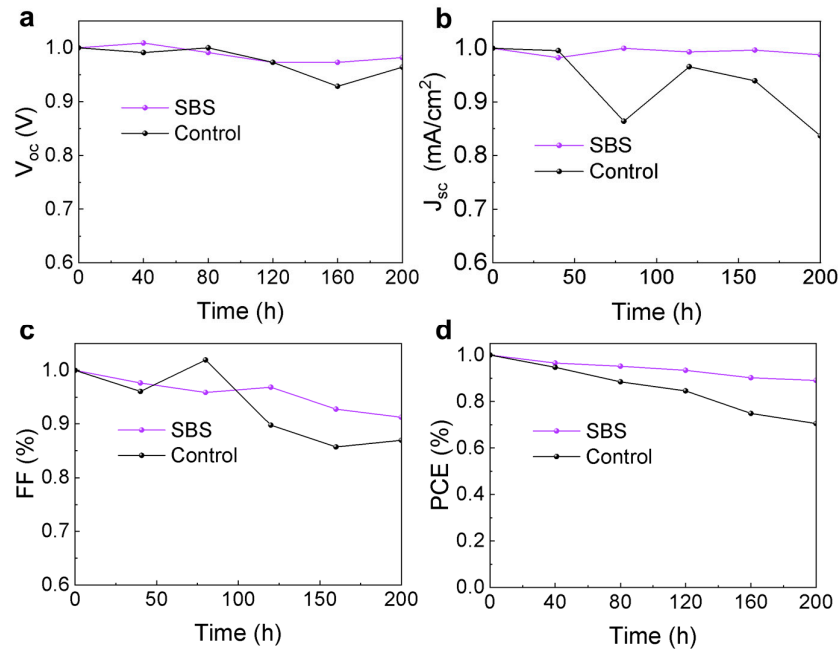 a
1.0
0.9
0.8
0.7
0.6
V_oc (V)
SBS
Control
0 40 80 120 160 200
Time (h)
b
1.0
0.9
0.8
0.7
0.6
J_sc (mA/cm²)
SBS
Control
0 50 100 150 200
Time (h)
c
1.0
0.9
0.8
0.7
0.6
FF (%)
SBS
Control
0 50 100 150 200
Time (h)
d
1.0
0.8
0.6
0.4
0.2
0.0
PCE (%)
SBS
Control
0 40 80 120 160 200
Time (h)